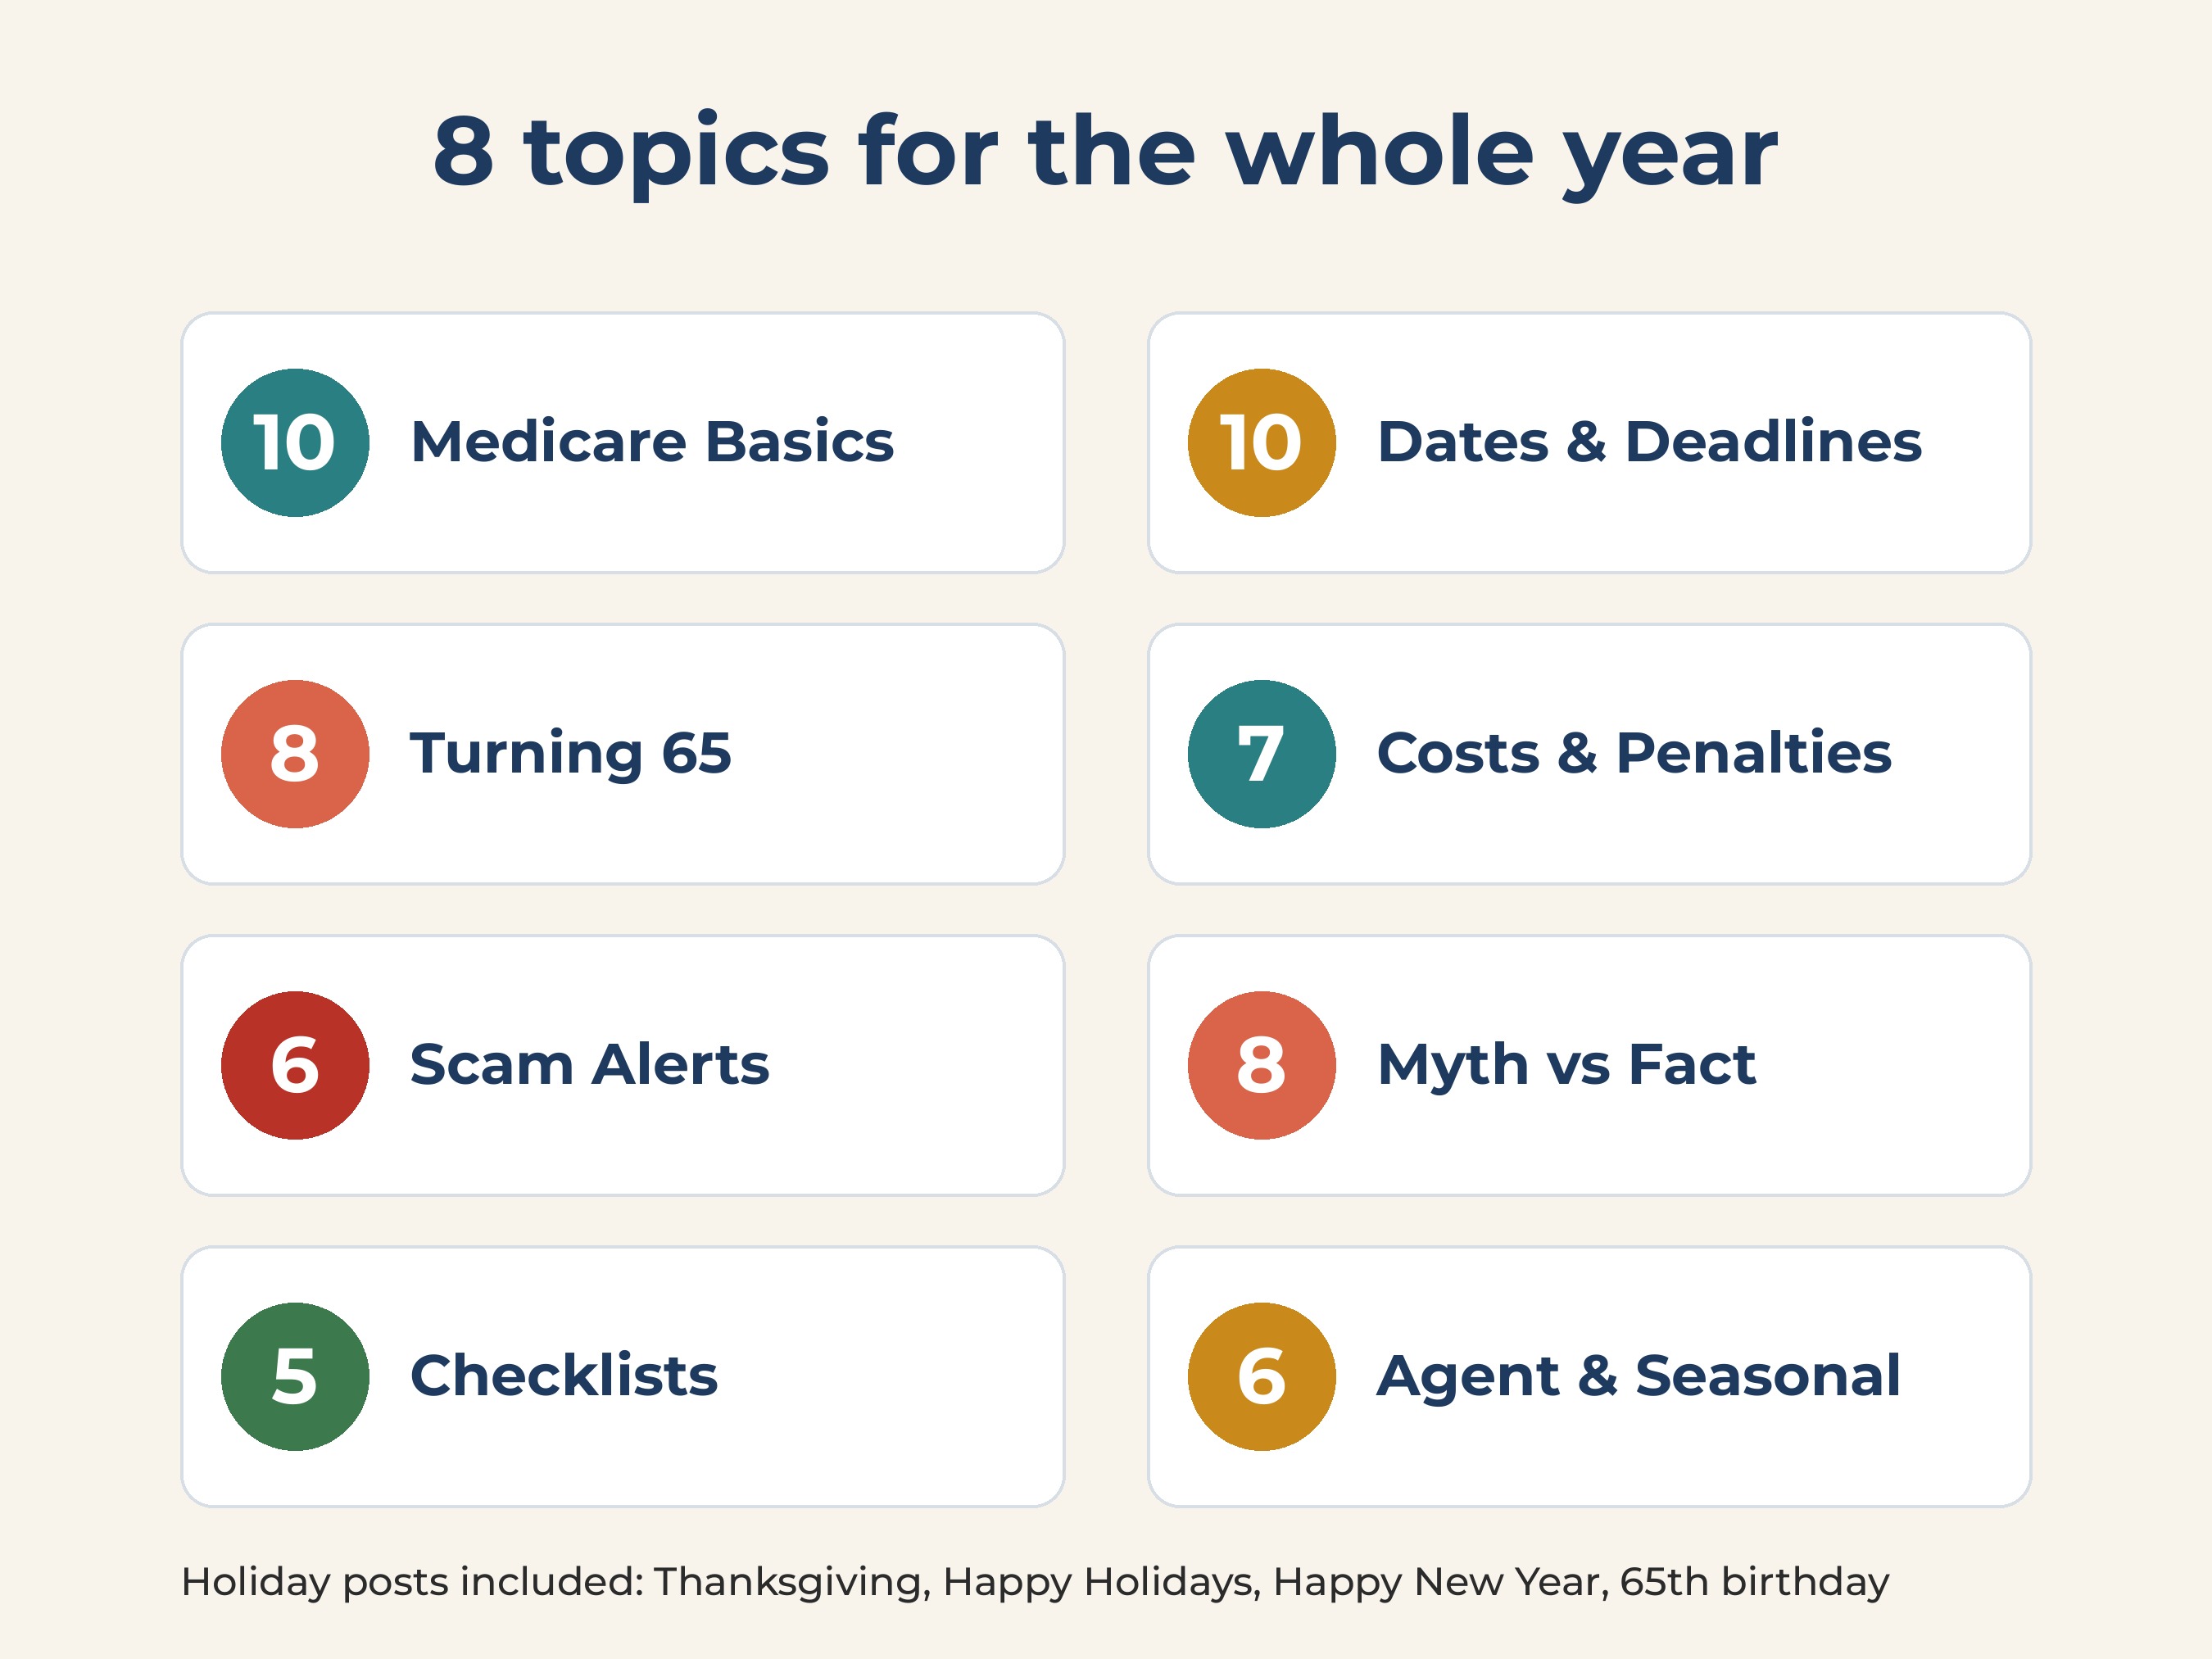 8 topics for the whole year
10 Medicare Basics
10 Dates & Deadlines
8 Turning 65
7 Costs & Penalties
6 Scam Alerts
8 Myth vs Fact
5 Checklists
6 Agent & Seasonal
Holiday posts included: Thanksgiving, Happy Holidays, Happy New Year, 65th birthday